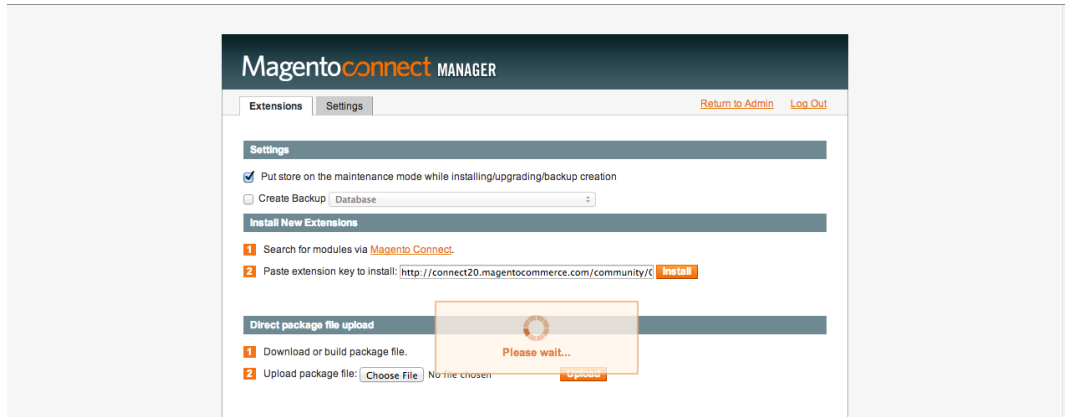 Magentoconnect MANAGER
Extensions Settings Return to Admin Log Out
Settings
Put store on the maintenance mode while installing/upgrading/backup creation
Create Backup Database
Install New Extensions
1 Search for modules via Magento Connect.
2 Paste extension key to install: http://connect20.magentocommerce.com/community/ Install
Direct package file upload
1 Download or build package file.
Please wait...
2 Upload package file: Choose File No file chosen Upload